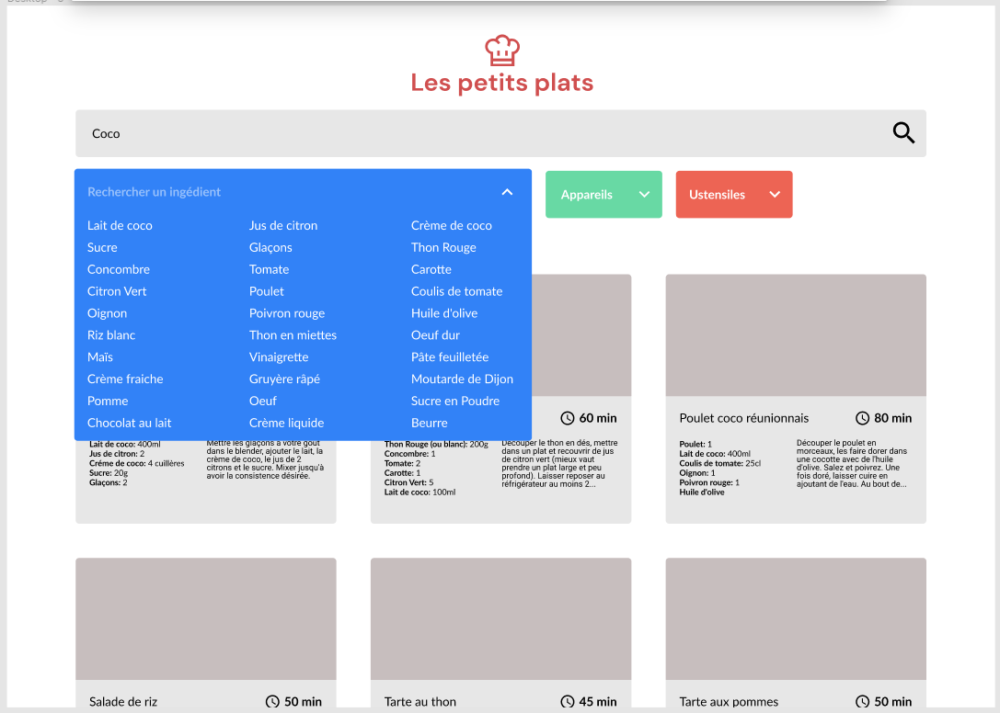 Les petits plats
Coco
Rechercher un ingédient
Appareils
Ustensiles
Lait de coco
Jus de citron
Crème de coco
Sucre
Glaçons
Thon Rouge
Concombre
Tomate
Carotte
Citron Vert
Poulet
Coulis de tomate
Oignon
Poivron rouge
Huile d'olive
Riz blanc
Thon en miettes
Oeuf dur
Maïs
Vinaigrette
Pâte feuilletée
Crème fraiche
Gruyère râpé
Moutarde de Dijon
Pomme
Oeuf
Sucre en Poudre
Chocolat au lait
Crème liquide
Beurre
Lait de coco: 400ml
Jus de citron: 2
Créme de coco: 4 cuillères
Sucre: 20g
Glaçons: 2
Mettre les glaçons à votre goût
dans le blender, ajouter le lait, la
crème de coco, le jus de 2
citrons et le sucre. Mixer jusqu'à
avoir la consistence désirée.
60 min
Thon Rouge (ou blanc): 200g
Concombre: 1
Tomate: 2
Carotte: 1
Citron Vert: 5
Lait de coco: 100ml
Découper le thon en dés, mettre
dans un plat et recouvrir de jus
de citron vert (mieux vaut
prendre un plat large et peu
profond). Laisser reposer au
réfrigérateur au moins 2...
Poulet coco réunionnais
80 min
Poulet: 1
Lait de coco: 400ml
Coulis de tomate: 25cl
Oignon: 1
Poivron rouge: 1
Huile d'olive
Découper le poulet en
morceaux, les faire dorer dans
une cocotte avec de l'huile
d'olive. Salez et poivrez. Une
fois doré, laisser cuire en
ajoutant de l'eau. Au bout de...
Salade de riz
50 min
Tarte au thon
45 min
Tarte aux pommes
50 min